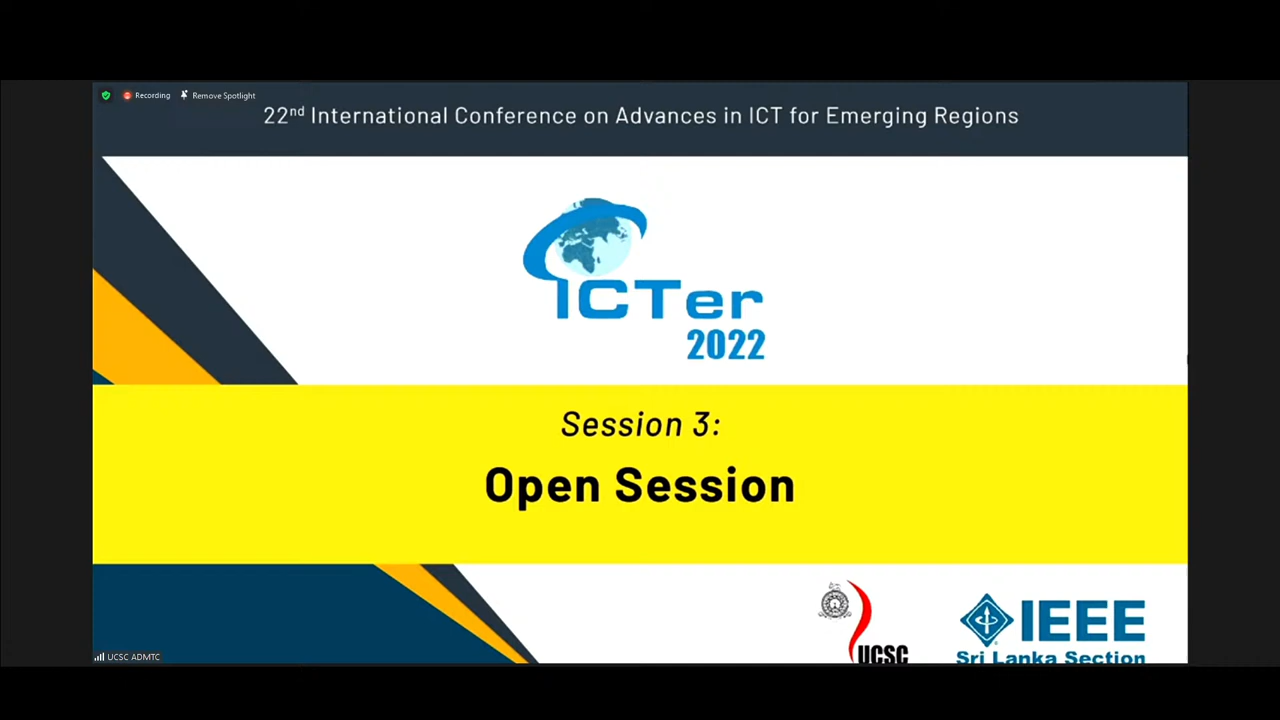 Recording Remove Spotlight
22nd International Conference on Advances in ICT for Emerging Regions
ICTer
2022
Session 3:
Open Session
UCSC
IEEE
Sri Lanka Section
UCSC ADMTC